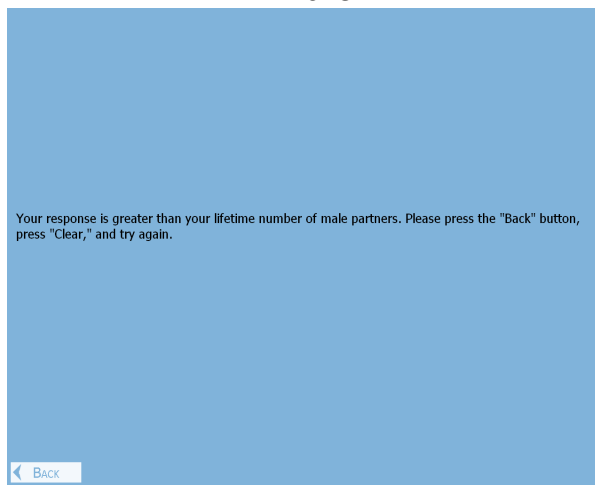 Your response is greater than your lifetime number of male partners. Please press the "Back" button,
press "Clear," and try again.
BACK